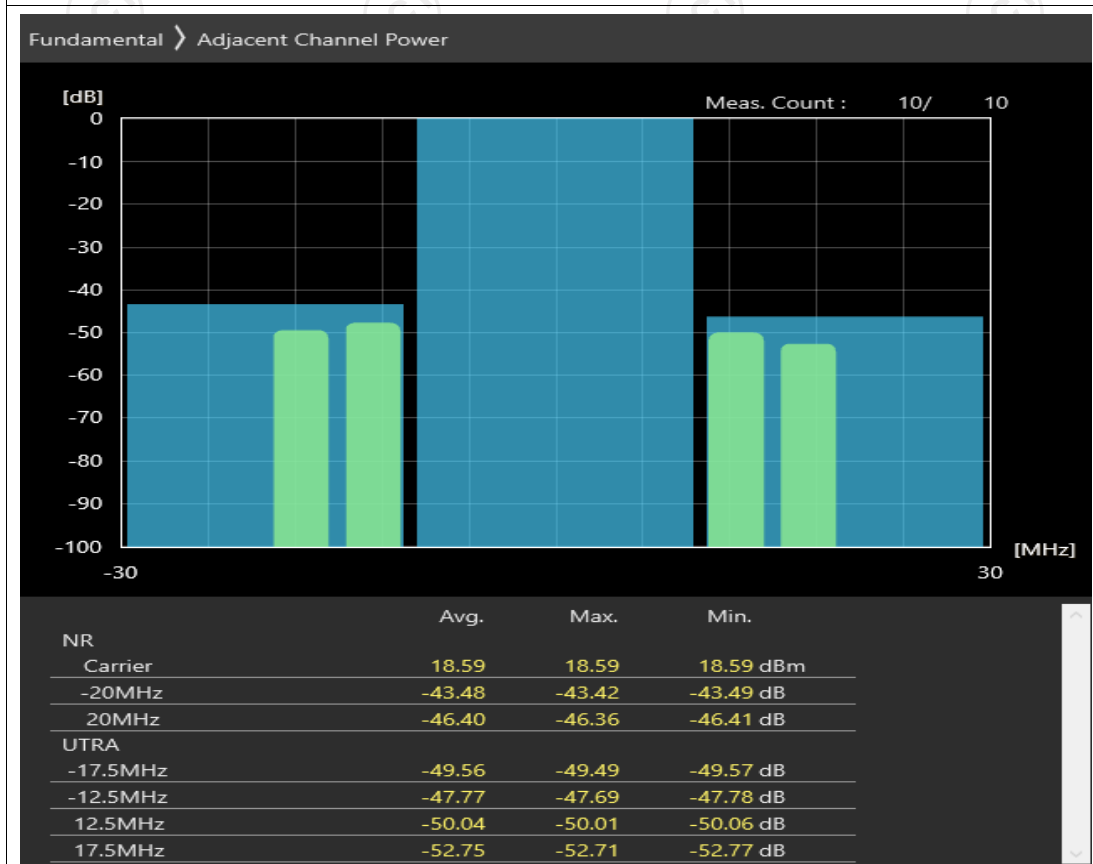 Fundamental ❯ Adjacent Channel Power
[dB]
Meas. Count : 10/ 10
0
-10
-20
-30
-40
-50
-60
-70
-80
-90
-100
[MHz]
-30 30
Avg. Max. Min.
NR
Carrier 18.59 18.59 18.59 dBm
-20MHz -43.48 -43.42 -43.49 dB
20MHz -46.40 -46.36 -46.41 dB
UTRA
-17.5MHz -49.56 -49.49 -49.57 dB
-12.5MHz -47.77 -47.69 -47.78 dB
12.5MHz -50.04 -50.01 -50.06 dB
17.5MHz -52.75 -52.71 -52.77 dB